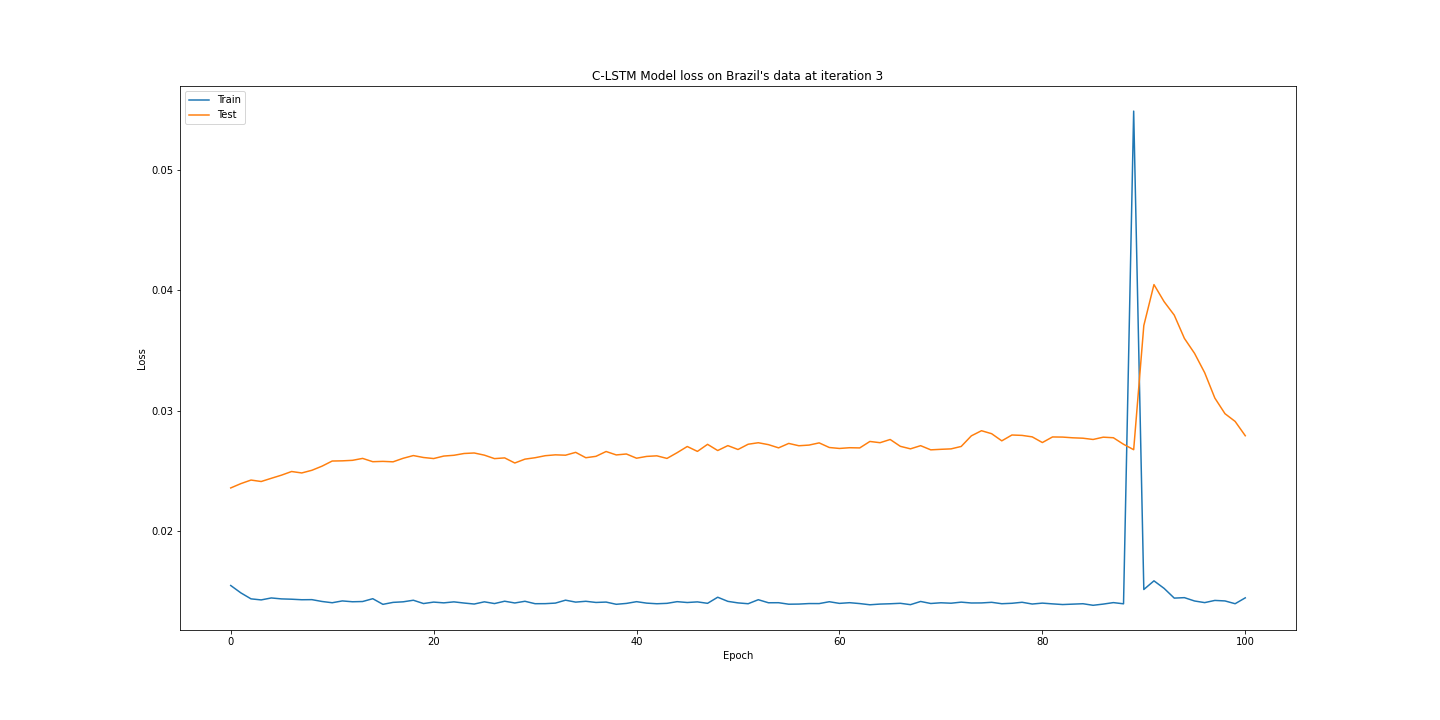 C-LSTM Model loss on Brazil's data at iteration 3
Train
Test
0.05
0.04
0.03
0.02
Loss
0 20 40 60 80 100
Epoch